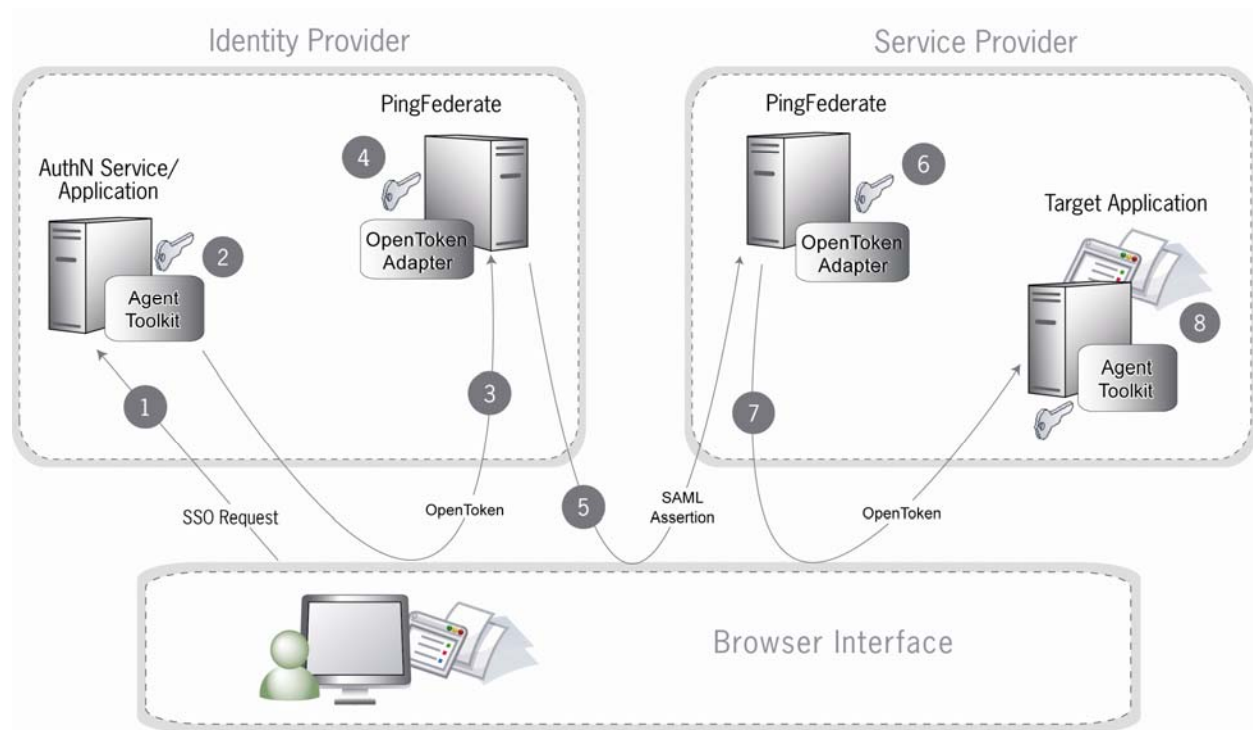 Identity Provider
Service Provider
PingFederate
4
AuthN Service/
Application
2
Agent
Toolkit
OpenToken
Adapter
PingFederate
6
OpenToken
Adapter
Target Application
8
Agent
Toolkit
1
3
5
7
SSO Request
OpenToken
SAML
Assertion
OpenToken
Browser Interface